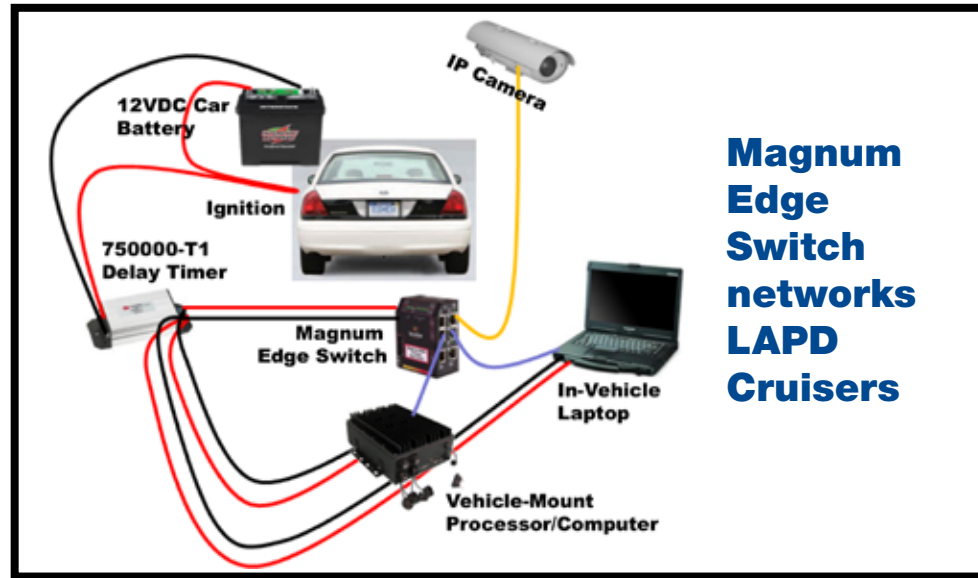 IP Camera
12VDC Car
Battery
Ignition
750000-T1
Delay Timer
Magnum
Edge Switch
In-Vehicle
Laptop
Vehicle-Mount
Processor/Computer
Magnum
Edge
Switch
networks
LAPD
Cruisers